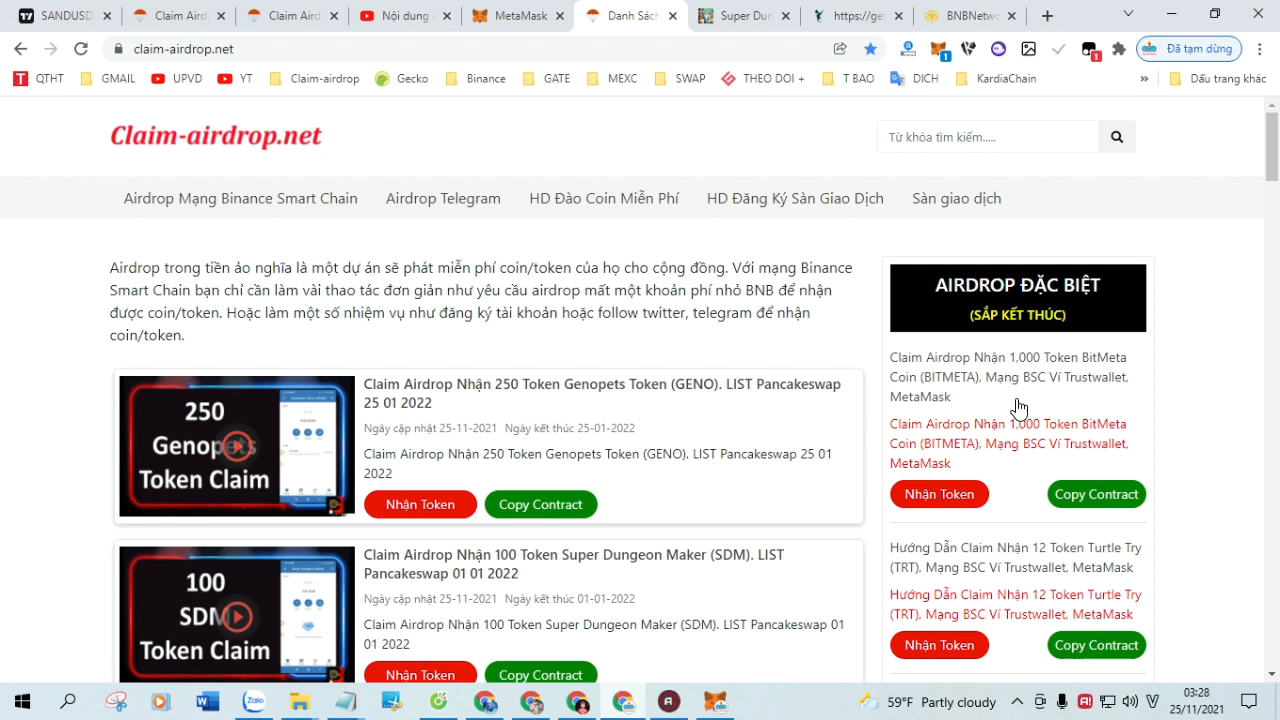 SANDUSD
Claim Aird
Claim Aird
Nội dung c
MetaMask
Danh Sách
Super Dun
https://ge
BNBNetwo
claim-airdrop.net
Đã tạm dừng
QTHT
GMAIL
UPVD
YT
Claim-airdrop
Gecko
Binance
GATE
MEXC
SWAP
THEO DOI +
T BAO
DICH
KardiaChain
Dấu trang khác
Claim-airdrop.net
Từ khóa tìm kiếm.....
Airdrop Mạng Binance Smart Chain
Airdrop Telegram
HD Đào Coin Miễn Phí
HD Đăng Ký Sàn Giao Dịch
Sàn giao dịch
Airdrop trong tiền ảo nghĩa là một dự án sẽ phát miễn phí coin/token của họ cho cộng đồng. Với mạng Binance
Smart Chain bạn chỉ cần làm vài thao tác đơn giản như yêu cầu airdrop mất một khoản phí nhỏ BNB để nhận
được coin/token. Hoặc làm một số nhiệm vụ như đăng ký tài khoản hoặc follow twitter, telegram để nhận
coin/token.
250
Genopets
Token Claim
Claim Airdrop Nhận 250 Token Genopets Token (GENO). LIST Pancakeswap
25 01 2022
Ngày cập nhật 25-11-2021 Ngày kết thúc 25-01-2022
Claim Airdrop Nhận 250 Token Genopets Token (GENO). LIST Pancakeswap 25 01
2022
Nhận Token
Copy Contract
100
SDM
Token Claim
Claim Airdrop Nhận 100 Token Super Dungeon Maker (SDM). LIST
Pancakeswap 01 01 2022
Ngày cập nhật 25-11-2021 Ngày kết thúc 01-01-2022
Claim Airdrop Nhận 100 Token Super Dungeon Maker (SDM). LIST Pancakeswap 01
01 2022
Nhận Token
Copy Contract
AIRDROP ĐẶC BIỆT
(SẮP KẾT THÚC)
Claim Airdrop Nhận 1,000 Token BitMeta
Coin (BITMETA), Mạng BSC Ví Trustwallet,
MetaMask
Claim Airdrop Nhận 1,000 Token BitMeta
Coin (BITMETA), Mạng BSC Ví Trustwallet,
MetaMask
Nhận Token
Copy Contract
Hướng Dẫn Claim Nhận 12 Token Turtle Try
(TRT), Mạng BSC Ví Trustwallet, MetaMask
Hướng Dẫn Claim Nhận 12 Token Turtle Try
(TRT), Mạng BSC Ví Trustwallet, MetaMask
Nhận Token
Copy Contract
Zalo
59°F Partly cloudy
03:28
25/11/2021